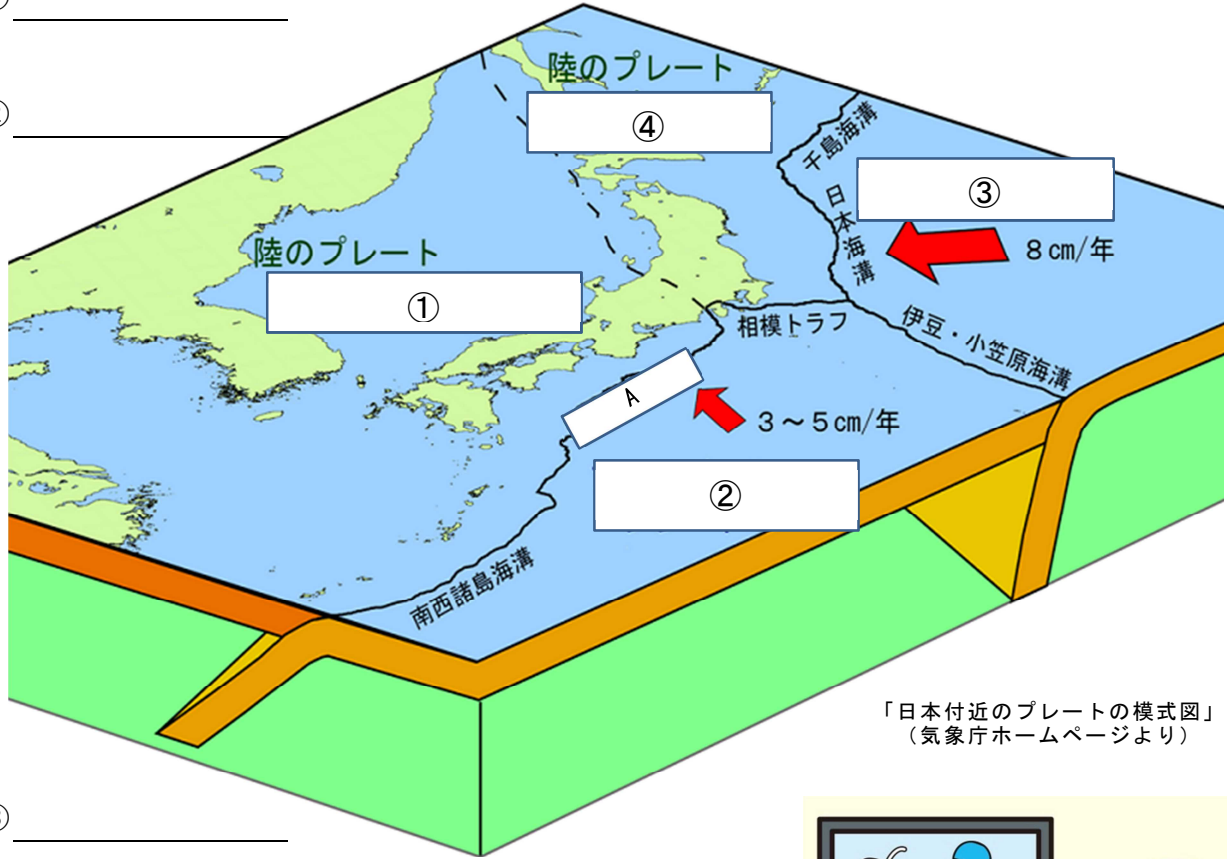 ②
陸のプレート
④
千島海溝
③
日本海溝
8cm/年
陸のプレート
①
相模トラフ
伊豆・小笠原海溝
A
3～5cm/年
②
南西諸島海溝
「日本付近のプレートの模式図」
（気象庁ホームページより）